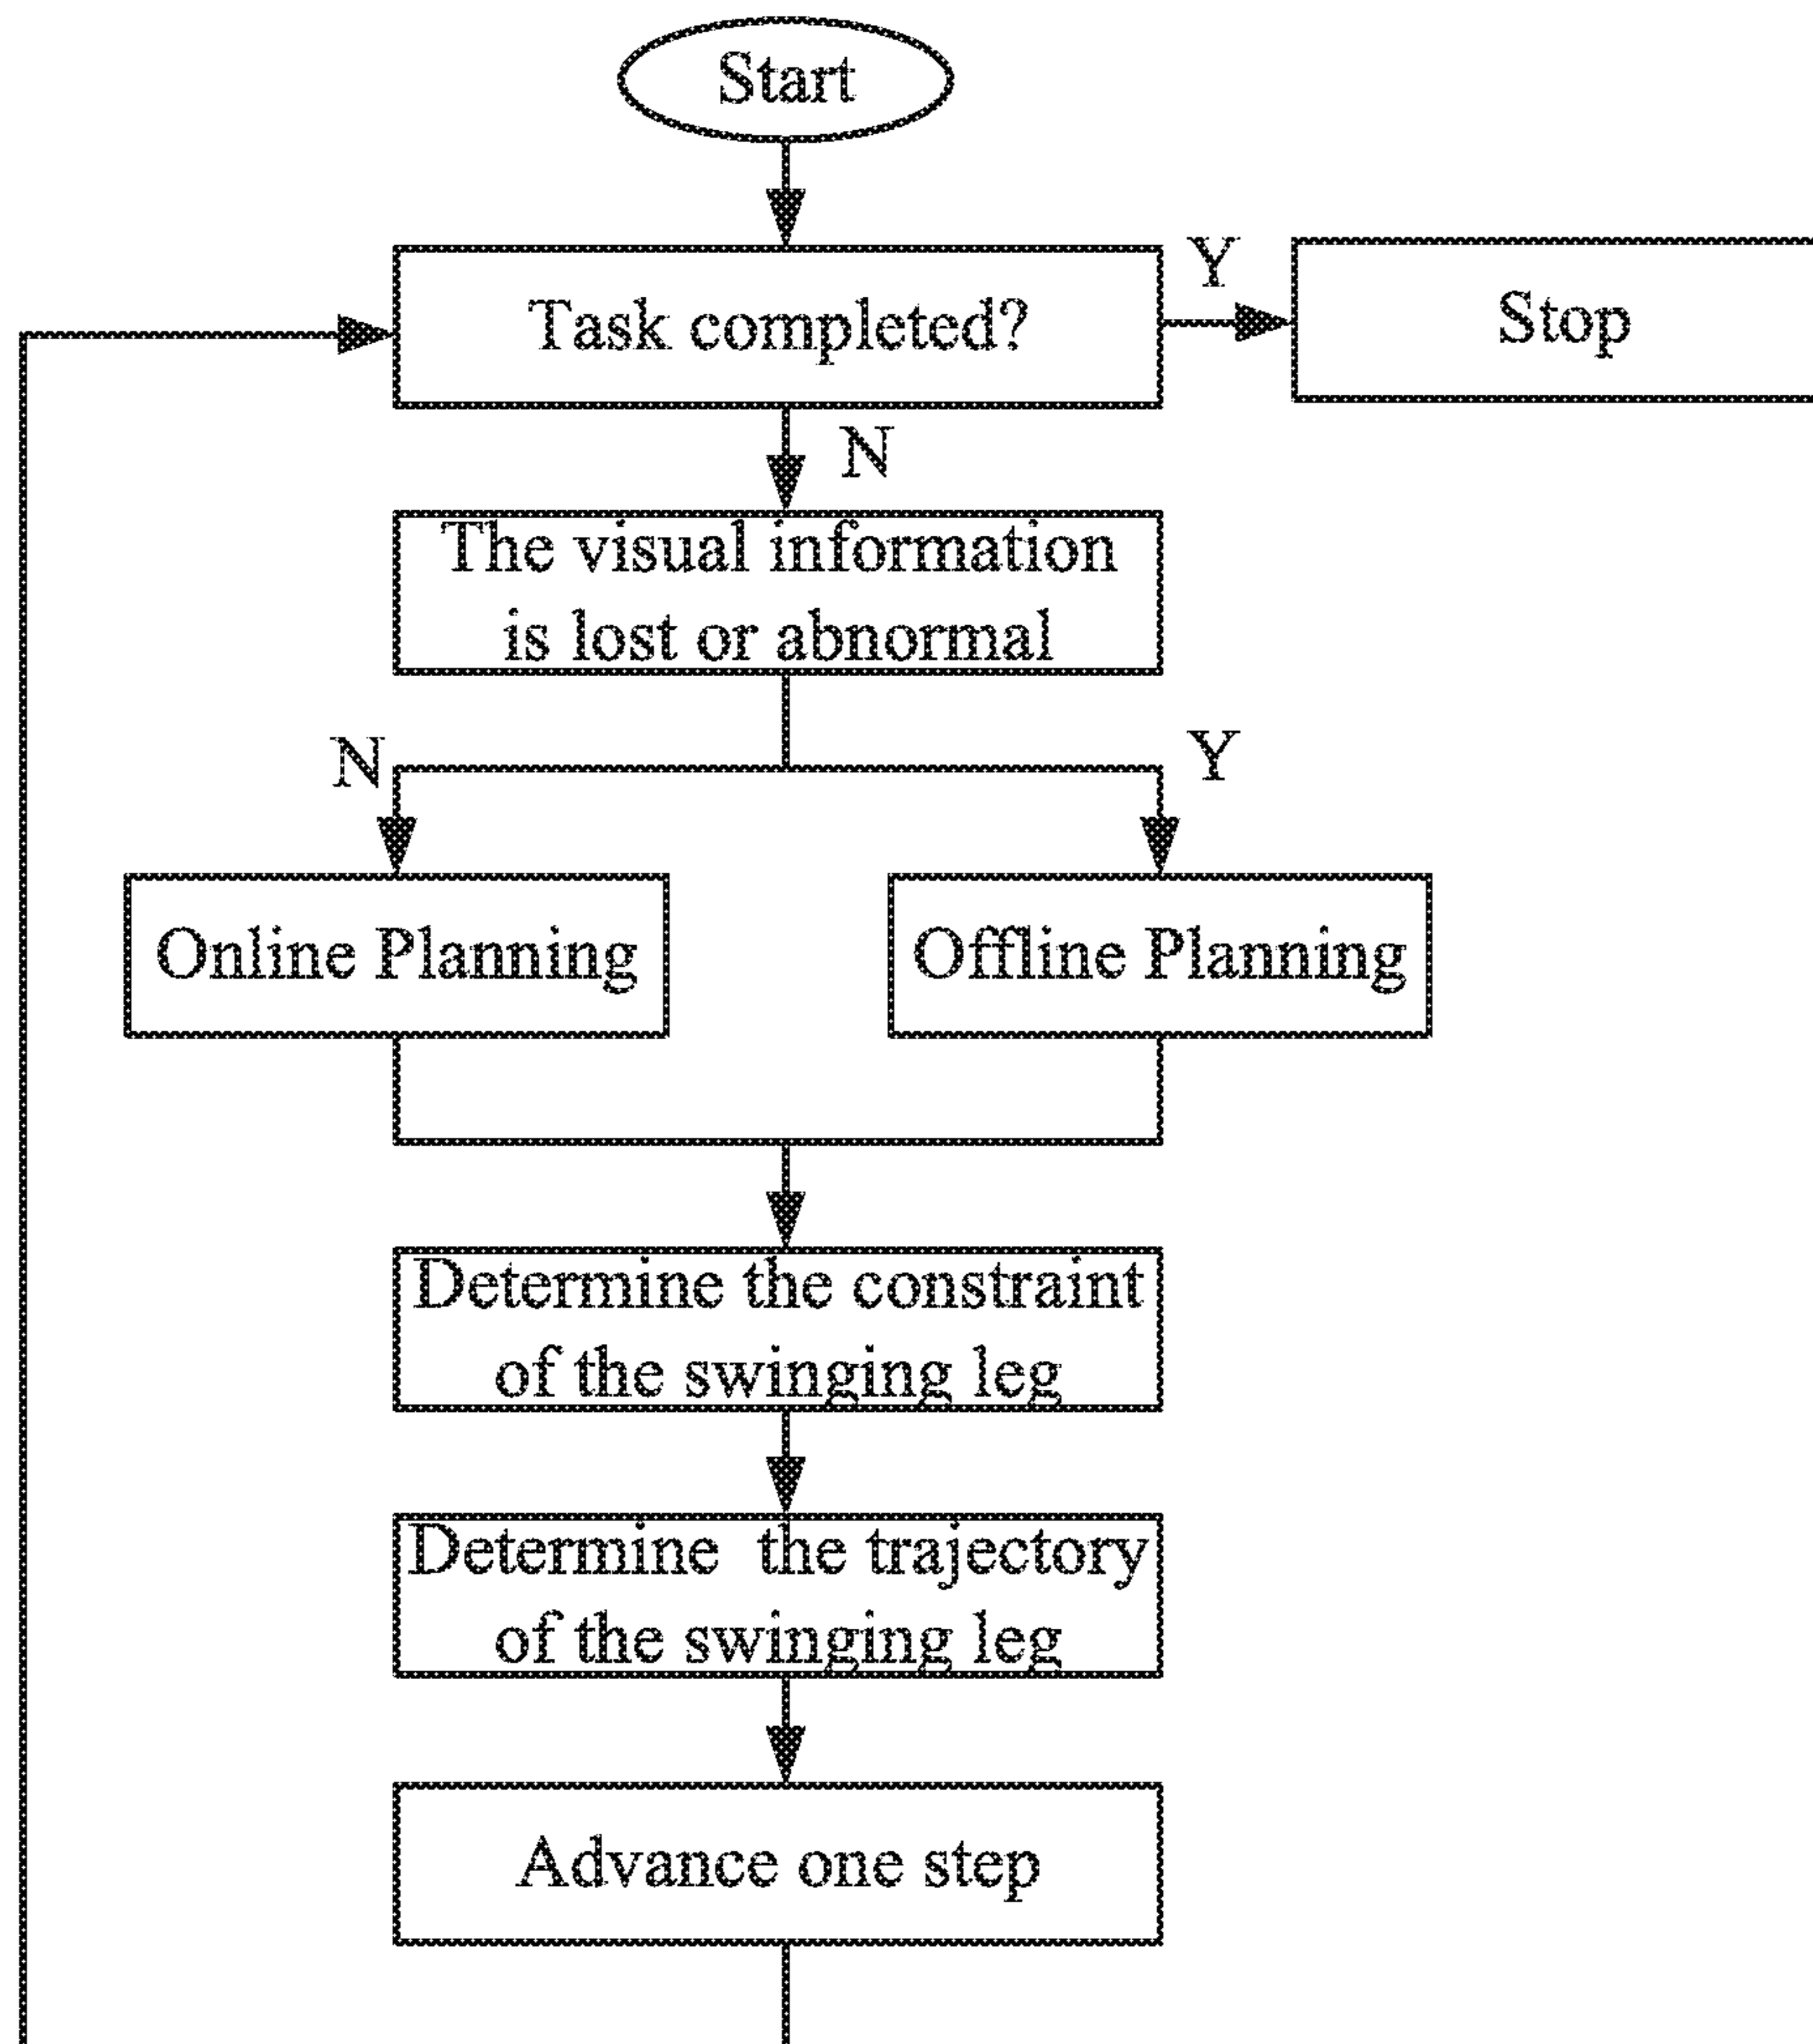 Start
Task completed?
Y
Stop
N
The visual information
is lost or abnormal
N
Y
Online Planning
Offline Planning
Determine the constraint
of the swinging leg
Determine the trajectory
of the swinging leg
Advance one step